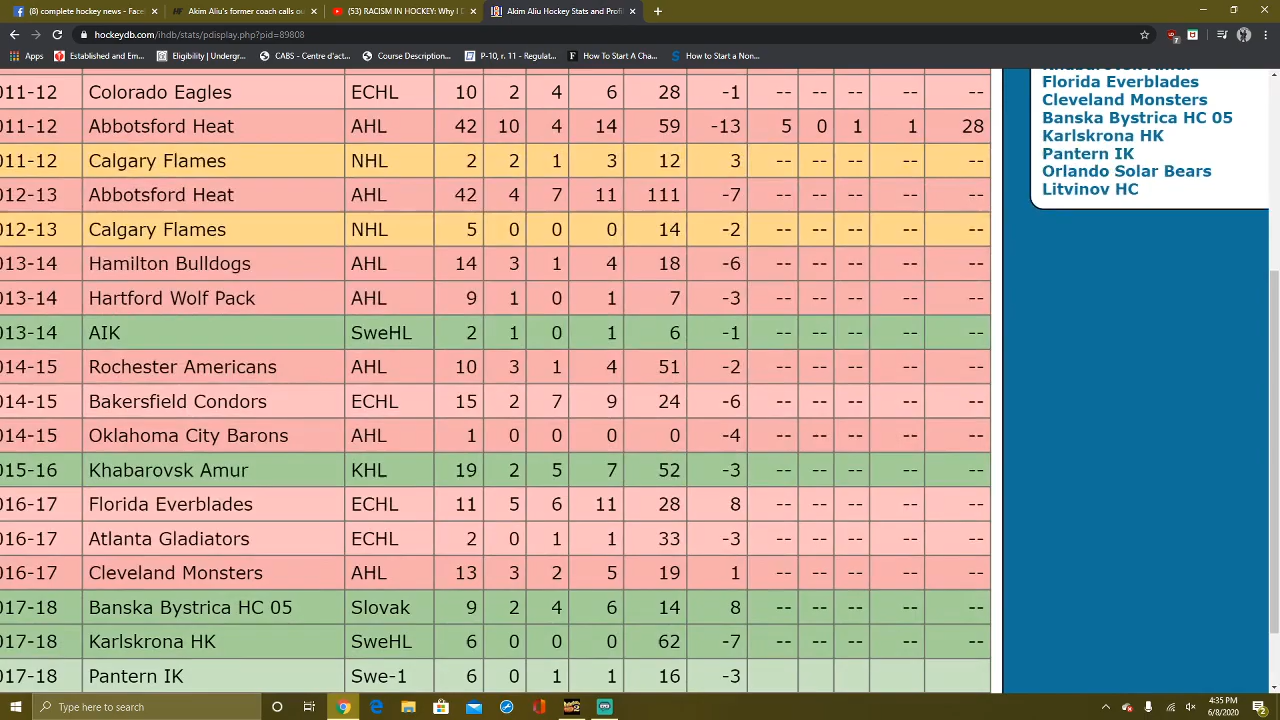 (8) complete hockey news - Face
Akim Aliu's former coach calls ou
(53) RACISM IN HOCKEY: Why I D
Akim Aliu Hockey Stats and Profi
hockeydb.com/ihdb/stats/pdisplay.php?pid=89808
Apps
Established and Em...
Eligibility | Undergr...
CABS - Centre d'act...
Course Description...
P-10, r. 11 - Regulat...
How To Start A Cha...
How to Start a Non...
011-12 Colorado Eagles ECHL 10 2 4 6 28 -1 -- -- -- -- --
011-12 Abbotsford Heat AHL 42 10 4 14 59 -13 5 0 1 1 28
011-12 Calgary Flames NHL 2 2 1 3 12 3 -- -- -- -- --
012-13 Abbotsford Heat AHL 42 4 7 11 111 -7 -- -- -- -- --
012-13 Calgary Flames NHL 5 0 0 0 14 -2 -- -- -- -- --
013-14 Hamilton Bulldogs AHL 14 3 1 4 18 -6 -- -- -- -- --
013-14 Hartford Wolf Pack AHL 9 1 0 1 7 -3 -- -- -- -- --
013-14 AIK SweHL 2 1 0 1 6 -1 -- -- -- -- --
014-15 Rochester Americans AHL 10 3 1 4 51 -2 -- -- -- -- --
014-15 Bakersfield Condors ECHL 15 2 7 9 24 -6 -- -- -- -- --
014-15 Oklahoma City Barons AHL 1 0 0 0 0 -4 -- -- -- -- --
015-16 Khabarovsk Amur KHL 19 2 5 7 52 -3 -- -- -- -- --
016-17 Florida Everblades ECHL 11 5 6 11 28 8 -- -- -- -- --
016-17 Atlanta Gladiators ECHL 2 0 1 1 33 -3 -- -- -- -- --
016-17 Cleveland Monsters AHL 13 3 2 5 19 1 -- -- -- -- --
017-18 Banska Bystrica HC 05 Slovak 9 2 4 6 14 8 -- -- -- -- --
017-18 Karlskrona HK SweHL 6 0 0 0 62 -7 -- -- -- -- --
017-18 Pantern IK Swe-1 6 0 1 1 16 -3
Florida Everblades
Cleveland Monsters
Banska Bystrica HC 05
Karlskrona HK
Pantern IK
Orlando Solar Bears
Litvinov HC
Type here to search
4:35 PM
6/8/2020